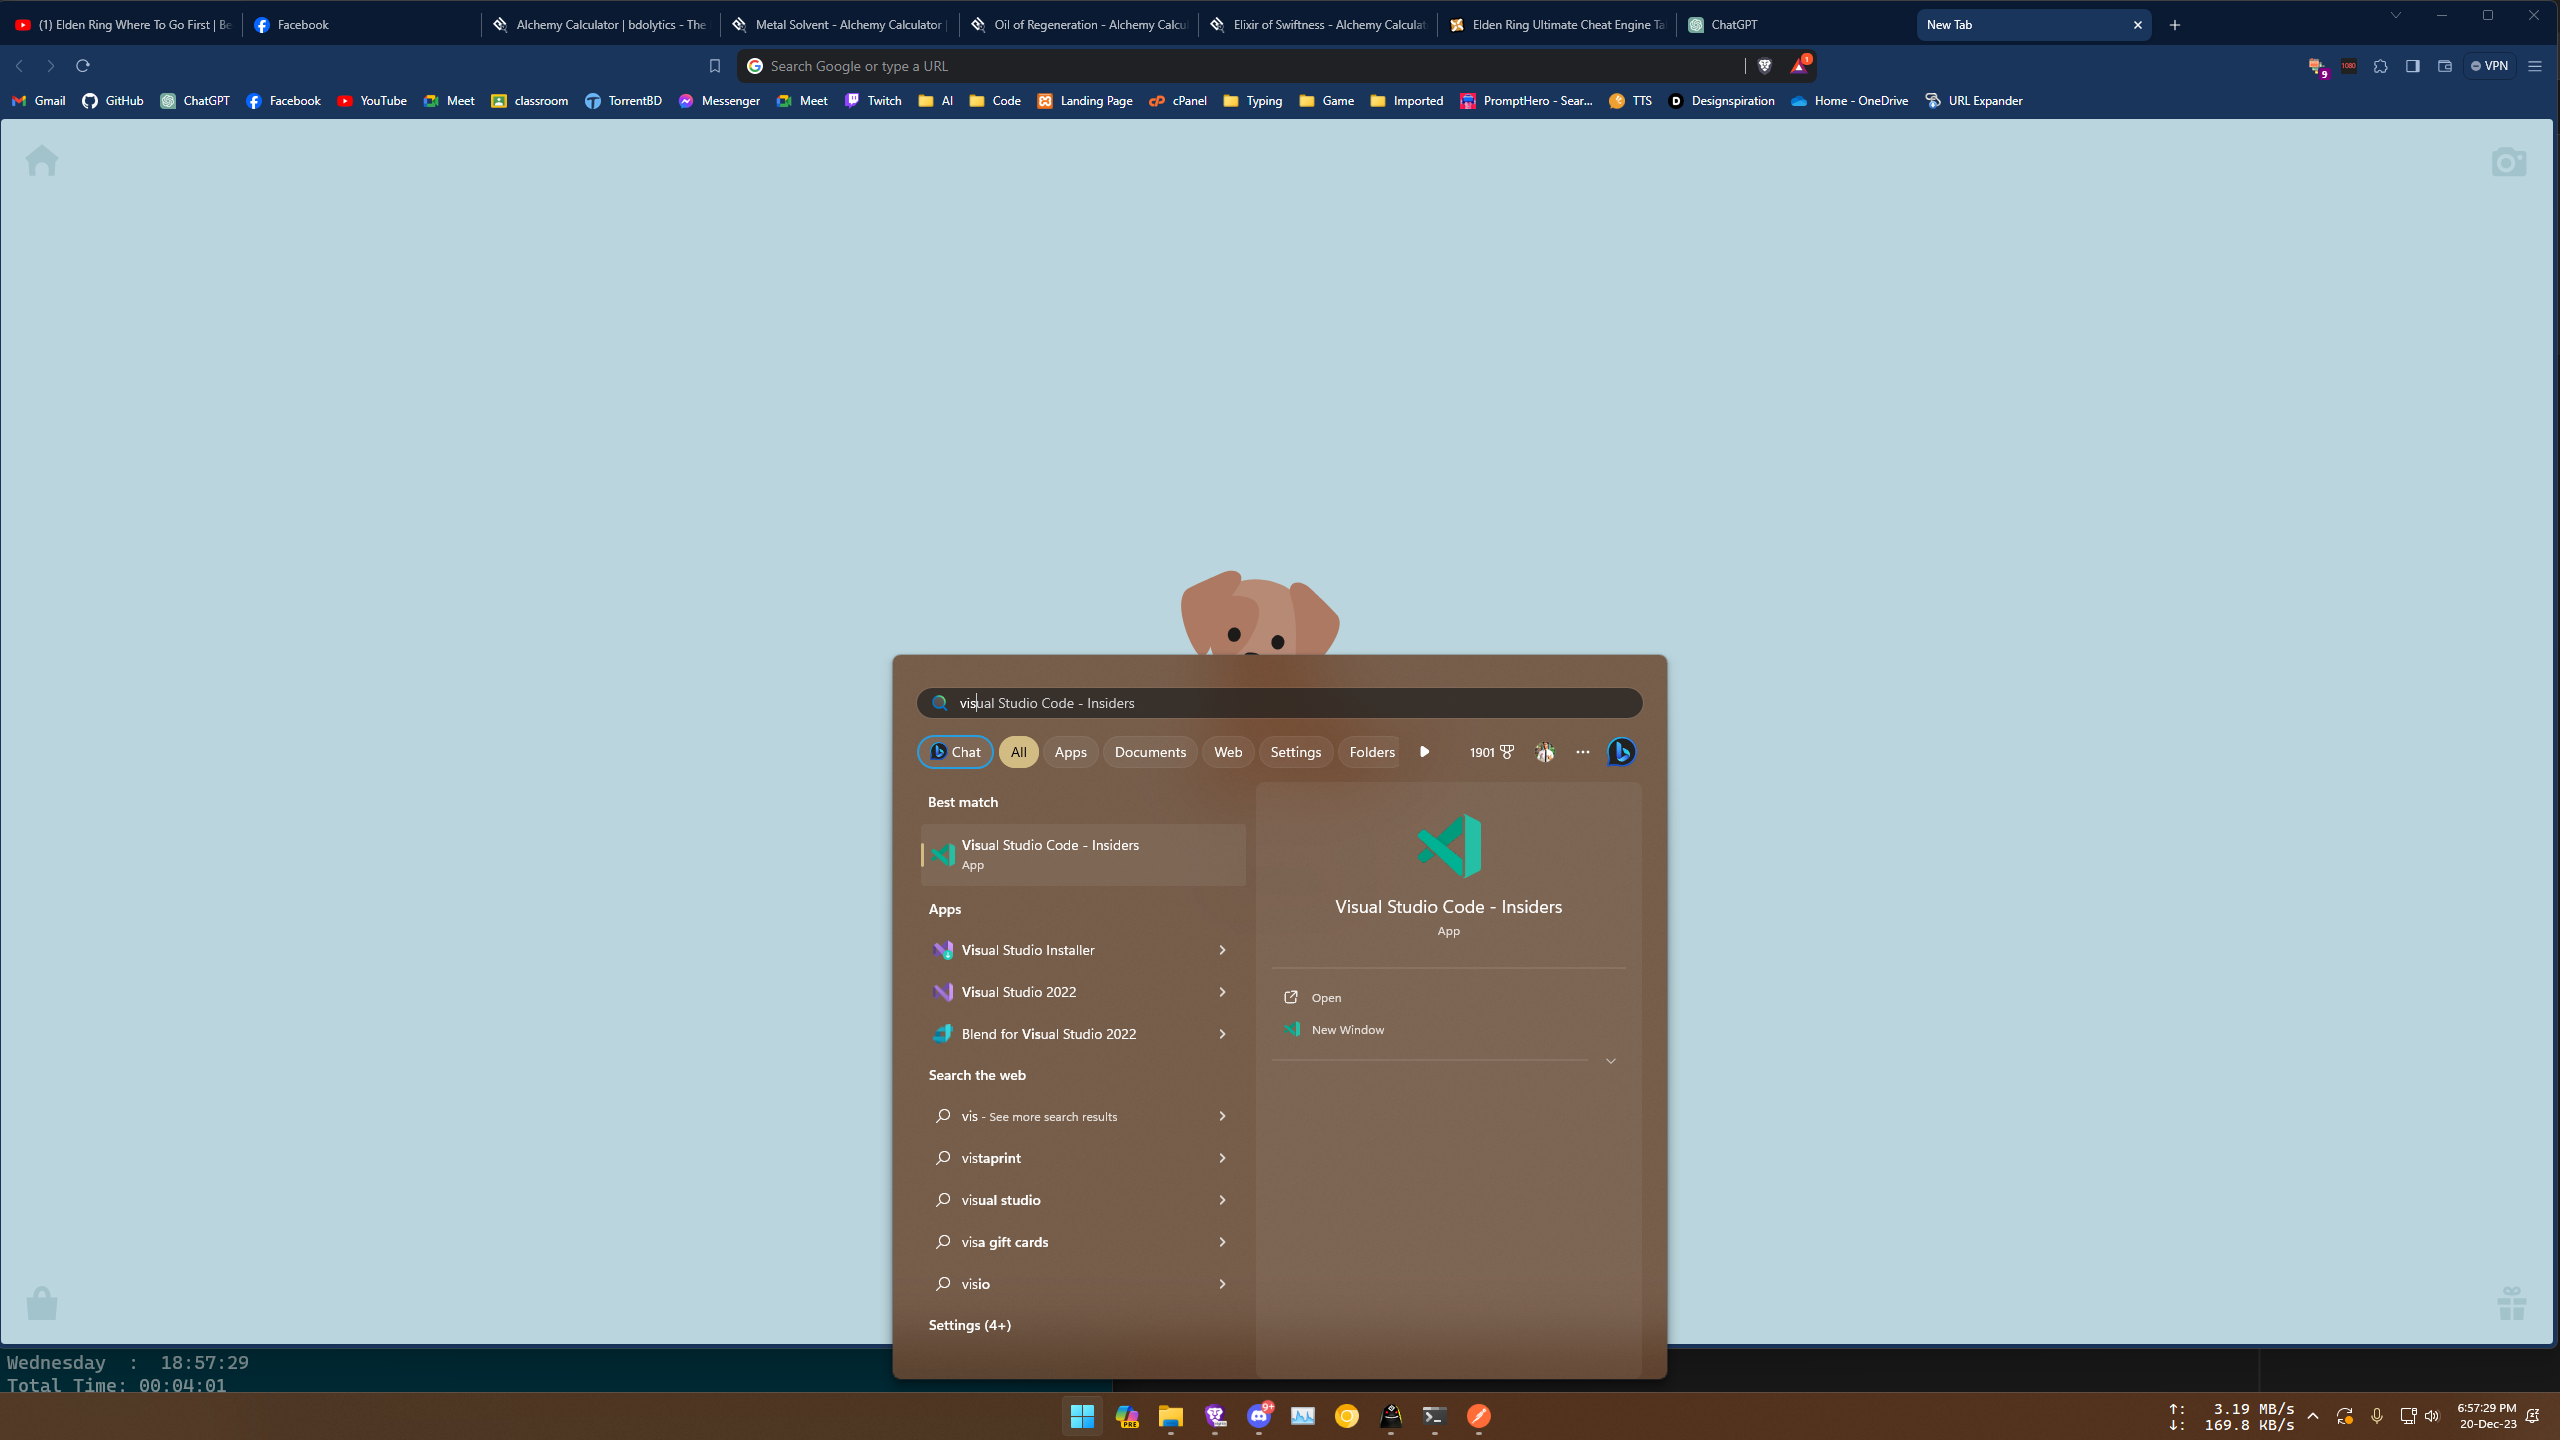 (1) Elden Ring Where To Go First | Be
Facebook
Alchemy Calculator | bdolytics - The
Metal Solvent - Alchemy Calculator |
Oil of Regeneration - Alchemy Calcul
Elixir of Swiftness - Alchemy Calculat
Elden Ring Ultimate Cheat Engine Ta
ChatGPT
New Tab
Search Google or type a URL
1
9
1080
VPN
Gmail
GitHub
ChatGPT
Facebook
YouTube
Meet
classroom
TorrentBD
Messenger
Meet
Twitch
AI
Code
Landing Page
cPanel
Typing
Game
Imported
PromptHero - Sear...
TTS
Designspiration
Home - OneDrive
URL Expander
visual Studio Code - Insiders
Chat
All
Apps
Documents
Web
Settings
Folders
1901
Best match
Visual Studio Code - Insiders
App
Apps
Visual Studio Installer
Visual Studio 2022
Blend for Visual Studio 2022
Search the web
vis - See more search results
vistaprint
visual studio
visa gift cards
visio
Settings (4+)
Visual Studio Code - Insiders
App
Open
New Window
Wednesday : 18:57:29
Total Time: 00:04:01
PRE
9+
↑: 3.19 MB/s
↓: 169.8 KB/s
6:57:29 PM
20-Dec-23